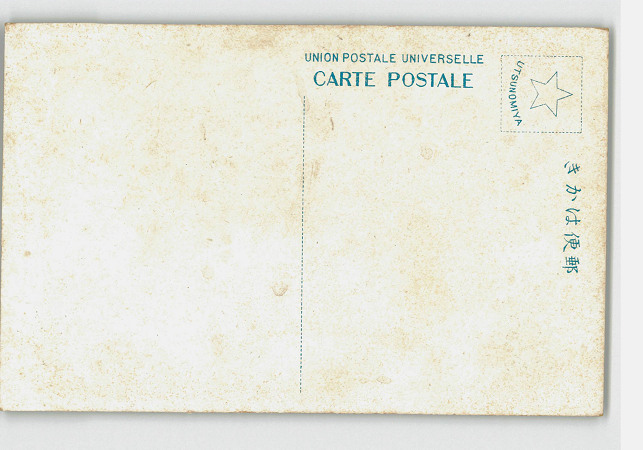 UNION POSTALE UNIVERSELLE
CARTE POSTALE
UTSUNOMIYA
きかは便郵